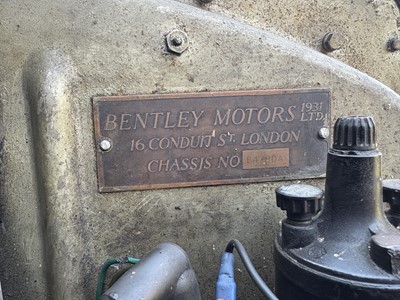 BENTLEY MOTORS 1931 LTD.
16 CONDUIT ST. LONDON
CHASSIS NO